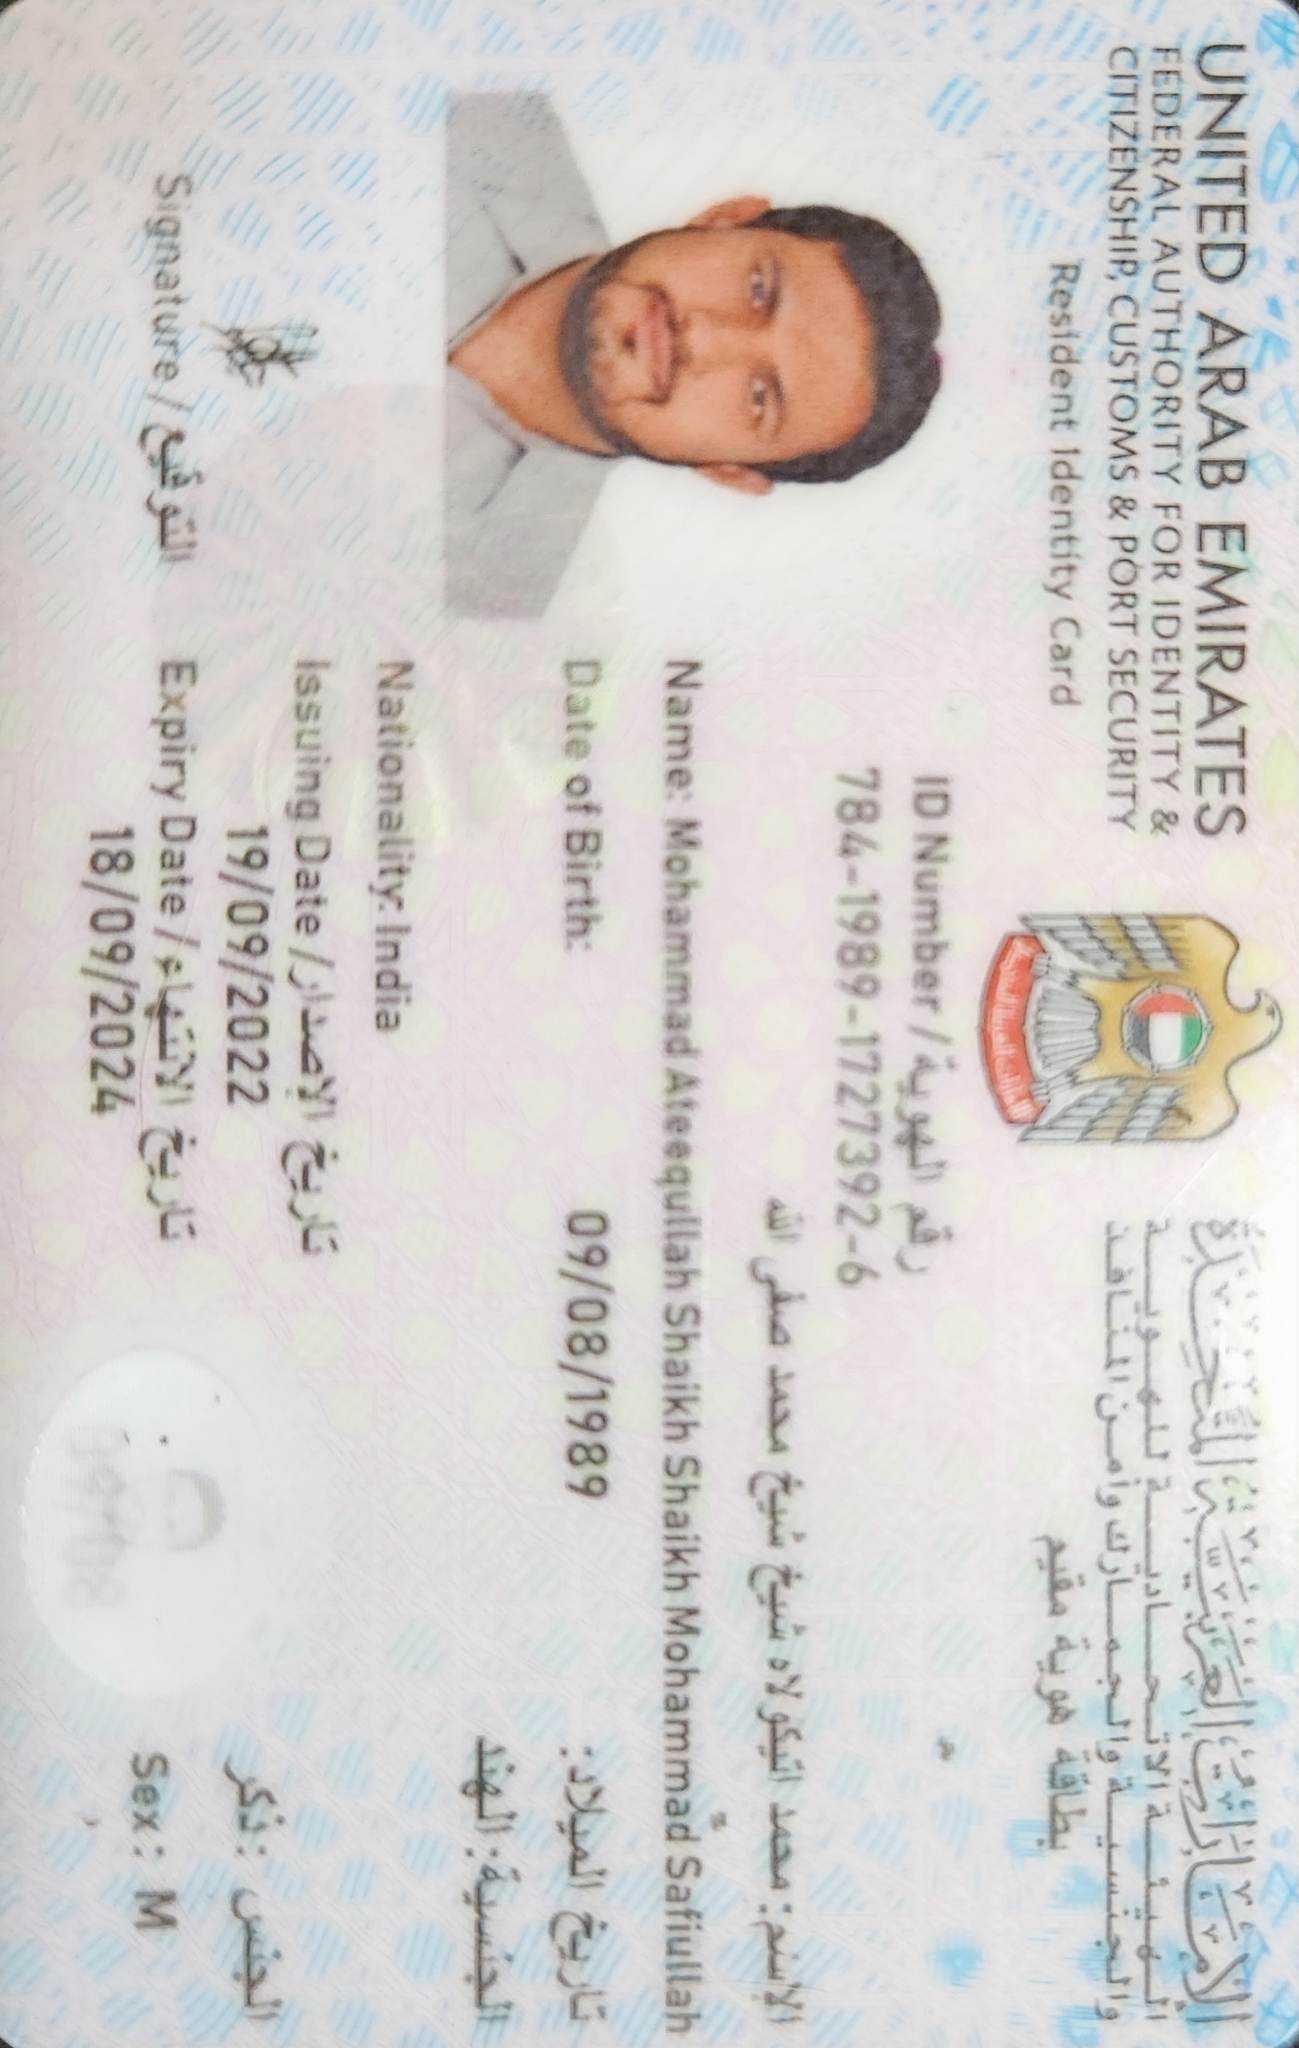 UNITED ARAB EMIRATES
FEDERAL AUTHORITY FOR IDENTITY &
CITIZENSHIP, CUSTOMS & PORT SECURITY
Resident Identity Card
الإمارات العربية المتحدة
الهيئة الاتحادية للهوية
والجنسية والجمارك وأمن المنافذ
بطاقة هوية مقيم
ID Number / رقم الهوية
784-1989-1727392-6
الإسم: محمد اتيكولاه شيخ شيخ محمد صفى الله
Name: Mohammad Ateequllah Shaikh Shaikh Mohammad Safiullah
Date of Birth: 09/08/1989 تاريخ الميلاد:
Nationality: India الجنسية: الهند
Issuing Date / تاريخ الإصدار
19/09/2022
Expiry Date / تاريخ الانتهاء
18/09/2024
الجنس: ذكر
Sex: M
Signature / التوقيع